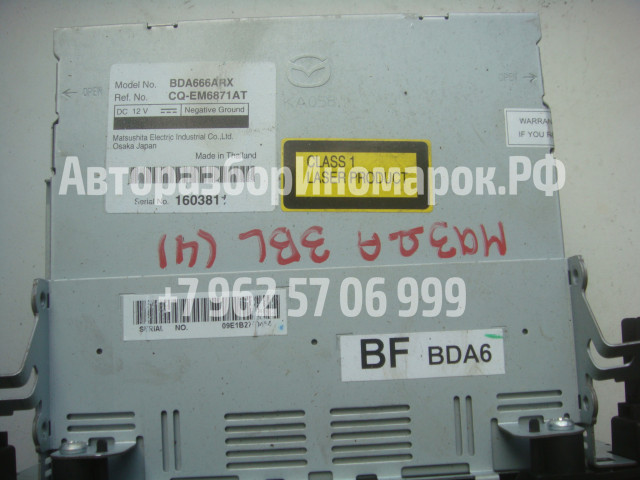 Model No. BDA666ARX
Ref. No. CQ-EM6871AT
DC 12 V Negative Ground
Matsushita Electric Industrial Co.,Ltd.
Osaka Japan
Made in Thailand
Serial No. 1603811
OPEN
OPEN
CLASS 1
LASER PRODUCT
WARRAN
IF YOU R
Авторазбор Иномарок.РФ
МАЗДА 3BL (4)
+7 962 57 06 999
SERIAL NO.
BF BDA6